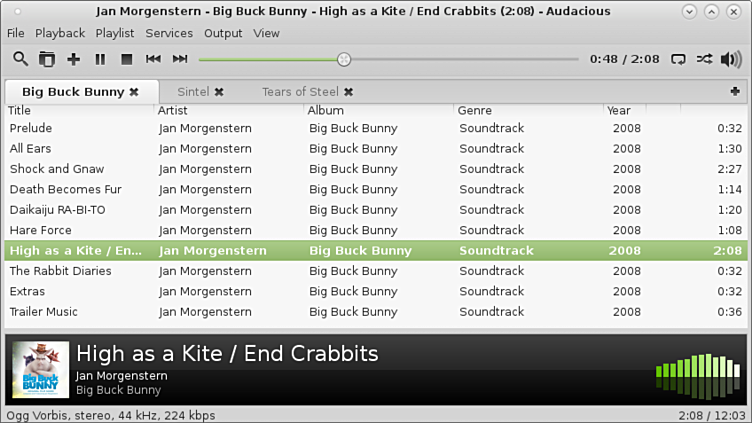 Jan Morgenstern - Big Buck Bunny - High as a Kite / End Crabbits (2:08) - Audacious
File Playback Playlist Services Output View
0:48 / 2:08
Big Buck Bunny Sintel Tears of Steel
Title Artist Album Genre Year
Prelude Jan Morgenstern Big Buck Bunny Soundtrack 2008 0:32
All Ears Jan Morgenstern Big Buck Bunny Soundtrack 2008 1:30
Shock and Gnaw Jan Morgenstern Big Buck Bunny Soundtrack 2008 2:27
Death Becomes Fur Jan Morgenstern Big Buck Bunny Soundtrack 2008 1:14
Daikaiju RA-BI-TO Jan Morgenstern Big Buck Bunny Soundtrack 2008 1:20
Hare Force Jan Morgenstern Big Buck Bunny Soundtrack 2008 1:08
High as a Kite / En... Jan Morgenstern Big Buck Bunny Soundtrack 2008 2:08
The Rabbit Diaries Jan Morgenstern Big Buck Bunny Soundtrack 2008 0:32
Extras Jan Morgenstern Big Buck Bunny Soundtrack 2008 0:32
Trailer Music Jan Morgenstern Big Buck Bunny Soundtrack 2008 0:36
Big Buck
BUNNY
High as a Kite / End Crabbits
Jan Morgenstern
Big Buck Bunny
Ogg Vorbis, stereo, 44 kHz, 224 kbps 2:08 / 12:03